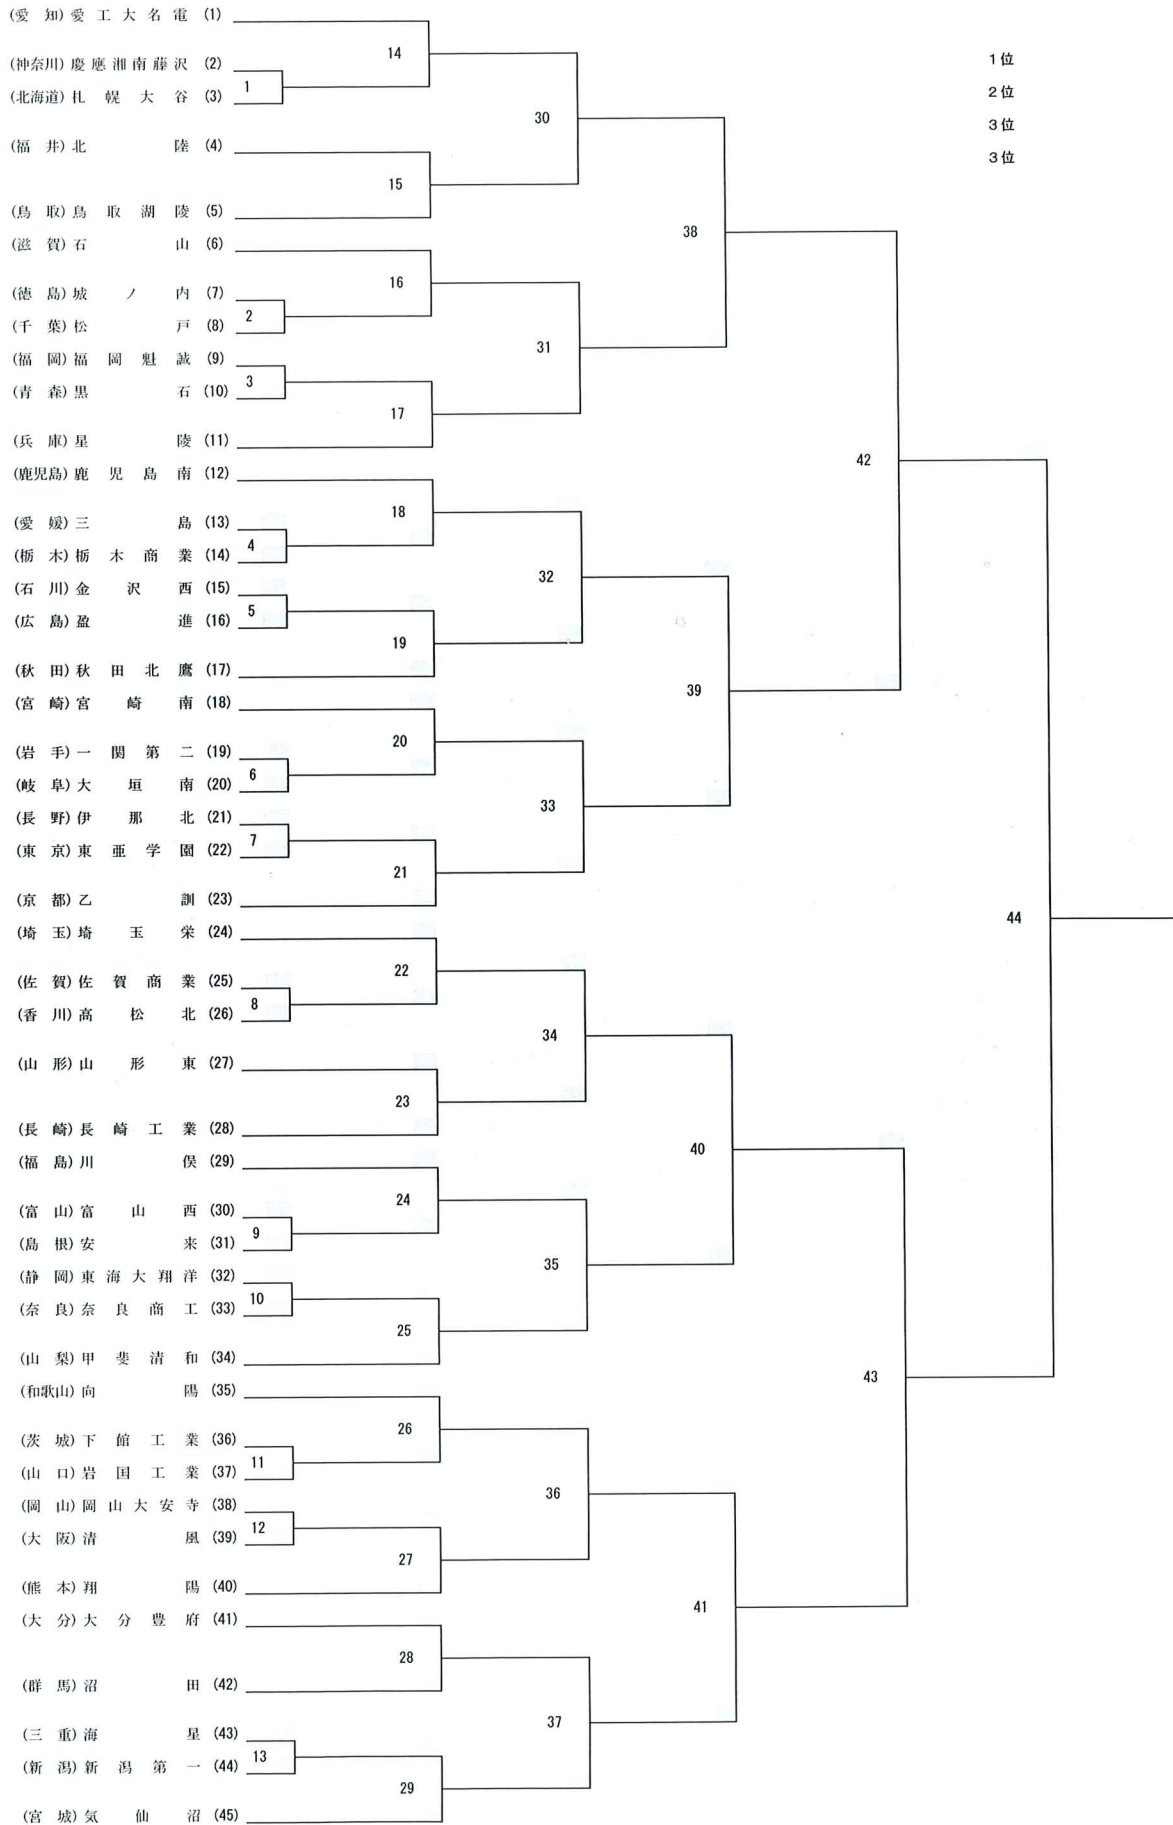 (愛 知) 愛工大名電 (1)
(神奈川) 慶應湘南藤沢 (2)
(北海道) 札幌大谷 (3)
(福 井) 北陸 (4)
(鳥 取) 鳥取湖陵 (5)
(滋 賀) 石山 (6)
(徳 島) 城ノ内 (7)
(千 葉) 松戸 (8)
(福 岡) 福岡魁誠 (9)
(青 森) 黒石 (10)
(兵 庫) 星陵 (11)
(鹿児島) 鹿児島南 (12)
(愛 媛) 三島 (13)
(栃 木) 栃木商業 (14)
(石 川) 金沢西 (15)
(広 島) 盈進 (16)
(秋 田) 秋田北鷹 (17)
(宮 崎) 宮崎南 (18)
(岩 手) 一関第二 (19)
(岐 阜) 大垣南 (20)
(長 野) 伊那北 (21)
(東 京) 東亜学園 (22)
(京 都) 乙訓 (23)
(埼 玉) 埼玉栄 (24)
(佐 賀) 佐賀商業 (25)
(香 川) 高松北 (26)
(山 形) 山形東 (27)
(長 崎) 長崎工業 (28)
(福 島) 川俣 (29)
(富 山) 富山西 (30)
(島 根) 安来 (31)
(静 岡) 東海大翔洋 (32)
(奈 良) 奈良商工 (33)
(山 梨) 甲斐清和 (34)
(和歌山) 向陽 (35)
(茨 城) 下館工業 (36)
(山 口) 岩国工業 (37)
(岡 山) 岡山大安寺 (38)
(大 阪) 清風 (39)
(熊 本) 翔陽 (40)
(大 分) 大分豊府 (41)
(群 馬) 沼田 (42)
(三 重) 海星 (43)
(新 潟) 新潟第一 (44)
(宮 城) 気仙沼 (45)
1
2
3
4
5
6
7
8
9
10
11
12
13
14
15
16
17
18
19
20
21
22
23
24
25
26
27
28
29
30
31
32
33
34
35
36
37
38
39
40
41
42
43
44
1位
2位
3位
3位